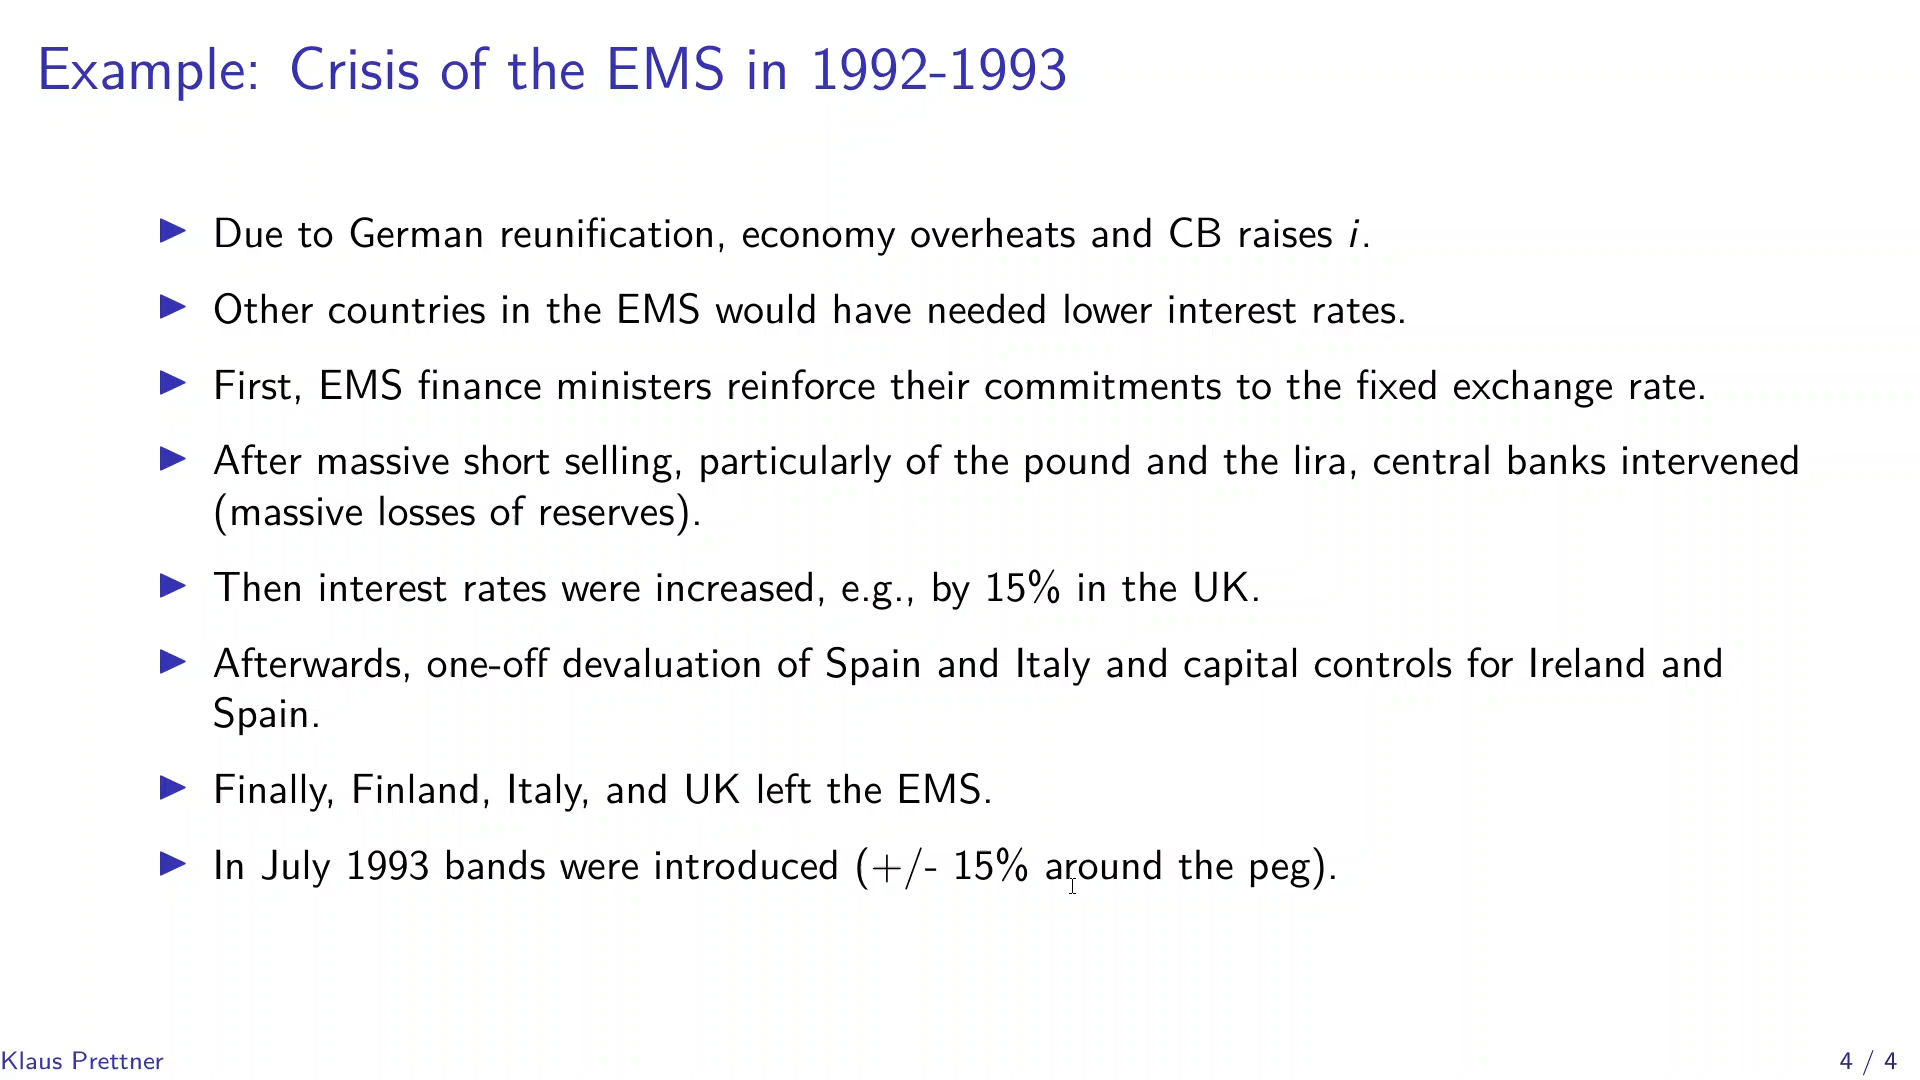 Example: Crisis of the EMS in 1992-1993
▶ Due to German reunification, economy overheats and CB raises i.
▶ Other countries in the EMS would have needed lower interest rates.
▶ First, EMS finance ministers reinforce their commitments to the fixed exchange rate.
▶ After massive short selling, particularly of the pound and the lira, central banks intervened
(massive losses of reserves).
▶ Then interest rates were increased, e.g., by 15% in the UK.
▶ Afterwards, one-off devaluation of Spain and Italy and capital controls for Ireland and
Spain.
▶ Finally, Finland, Italy, and UK left the EMS.
▶ In July 1993 bands were introduced (+/- 15% around the peg).
Klaus Prettner
4 / 4